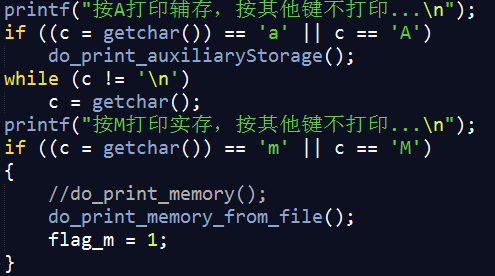 printf("按A打印辅存，按其他键不打印...\n");
if ((c = getchar()) == 'a' || c == 'A')
    do_print_auxiliaryStorage();
while (c != '\n')
    c = getchar();
printf("按M打印实存，按其他键不打印...\n");
if ((c = getchar()) == 'm' || c == 'M')
{
    //do_print_memory();
    do_print_memory_from_file();
    flag_m = 1;
}